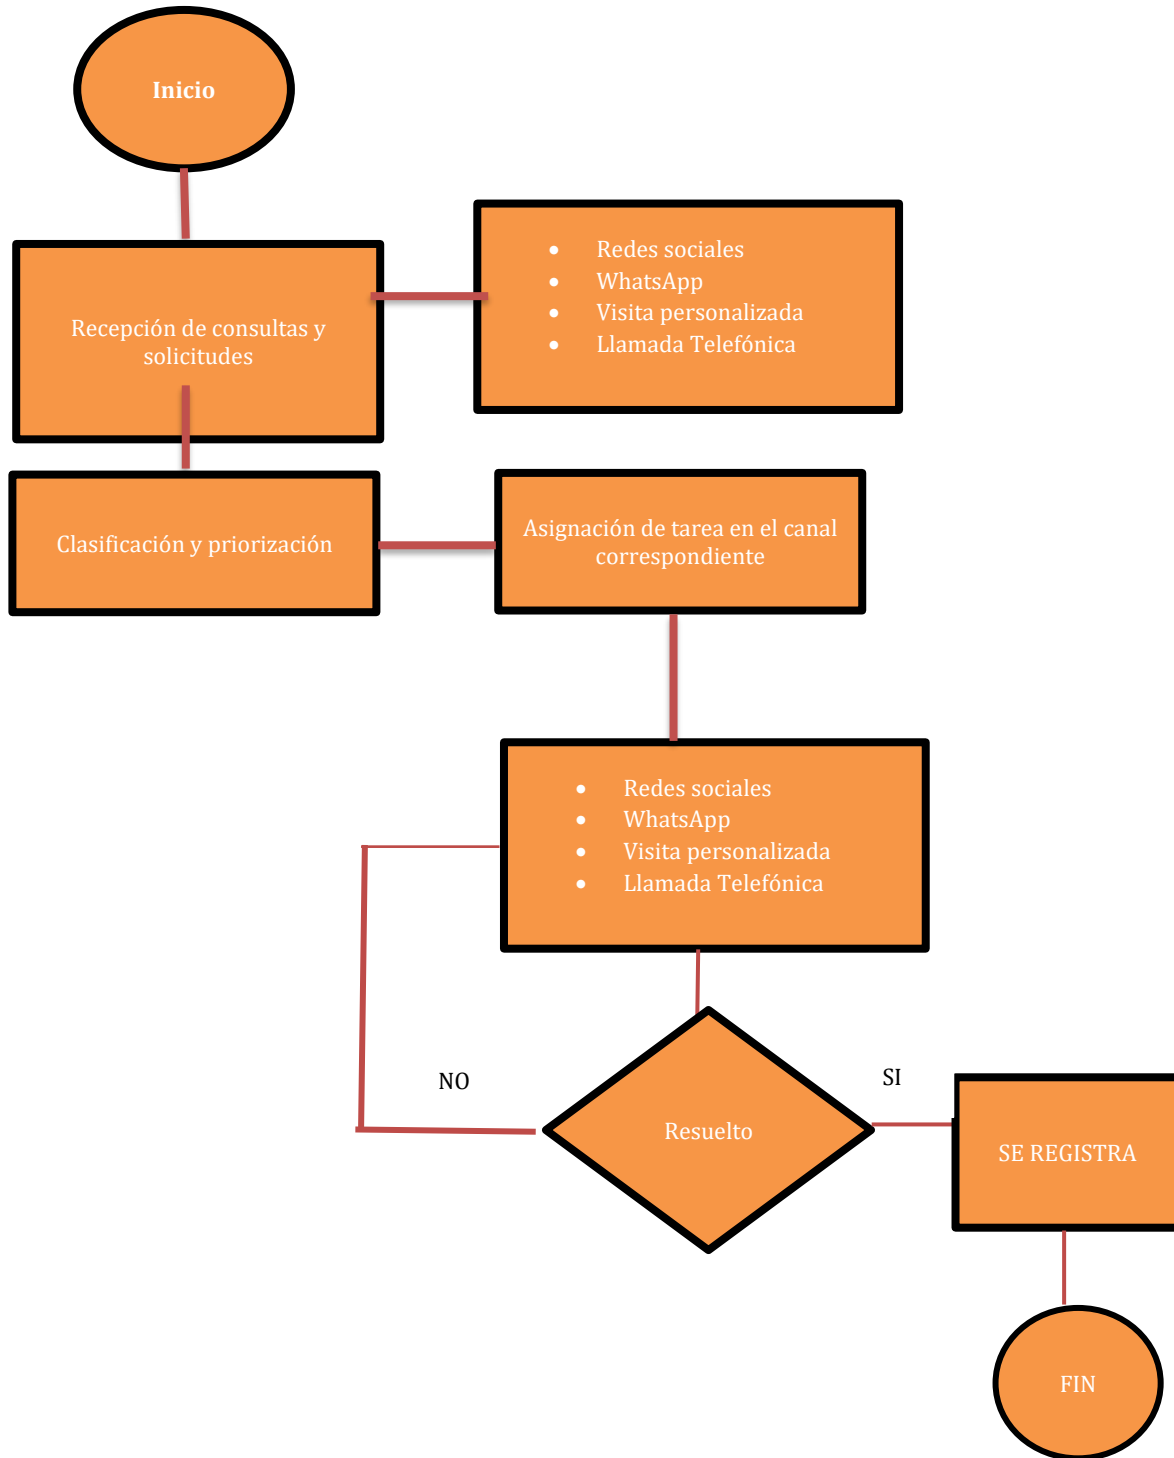 Inicio
• Redes sociales
• WhatsApp
• Visita personalizada
• Llamada Telefónica
Recepción de consultas y
solicitudes
Clasificación y priorización
Asignación de tarea en el canal
correspondiente
• Redes sociales
• WhatsApp
• Visita personalizada
• Llamada Telefónica
NO
SI
Resuelto
SE REGISTRA
FIN